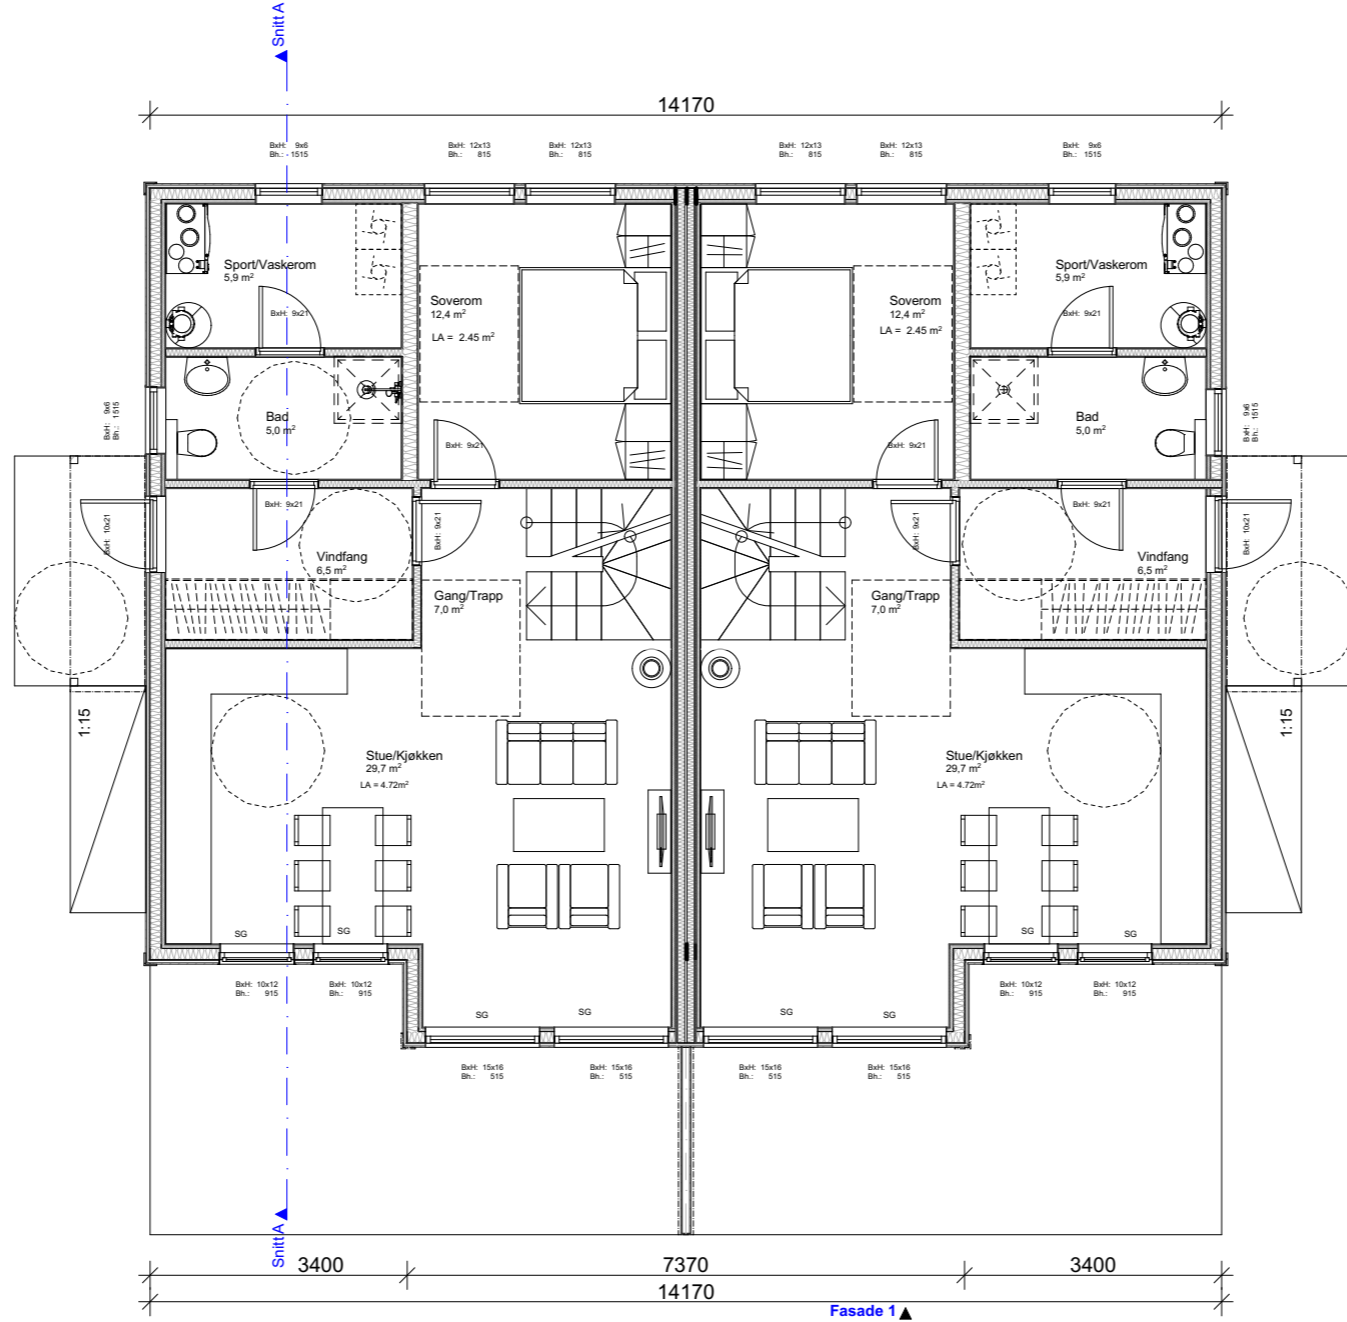 Snitt A
14170
BxH: 9x6
Bh.: - 1515
BxH: 12x13
Bh.: 815
BxH: 12x13
Bh.: 815
BxH: 12x13
Bh.: 815
BxH: 12x13
Bh.: 815
BxH: 9x6
Bh.: 1515
Sport/Vaskerom
5,9 m²
BxH: 9x21
Soverom
12,4 m²
LA = 2.45 m²
Soverom
12,4 m²
LA = 2.45 m²
Sport/Vaskerom
5,9 m²
BxH: 9x21
BxH: 9x6
Bh.: 1515
Bad
5,0 m²
BxH: 9x21
BxH: 9x21
Bad
5,0 m²
BxH: 9x6
Bh.: 1515
BxH: 10x21
BxH: 9x21
BxH: 9x21
Vindfang
6,5 m²
Gang/Trapp
7,0 m²
BxH: 9x21
BxH: 9x21
Vindfang
6,5 m²
Gang/Trapp
7,0 m²
BxH: 10x21
1:15
Stue/Kjøkken
29,7 m²
LA = 4.72m²
Stue/Kjøkken
29,7 m²
LA = 4.72m²
1:15
SG
SG
SG
SG
BxH: 10x12
Bh.: 915
BxH: 10x12
Bh.: 915
SG
SG
SG
SG
BxH: 10x12
Bh.: 915
BxH: 10x12
Bh.: 915
BxH: 15x16
Bh.: 515
BxH: 15x16
Bh.: 515
BxH: 15x16
Bh.: 515
BxH: 15x16
Bh.: 515
Snitt A
3400
7370
3400
14170
Fasade 1